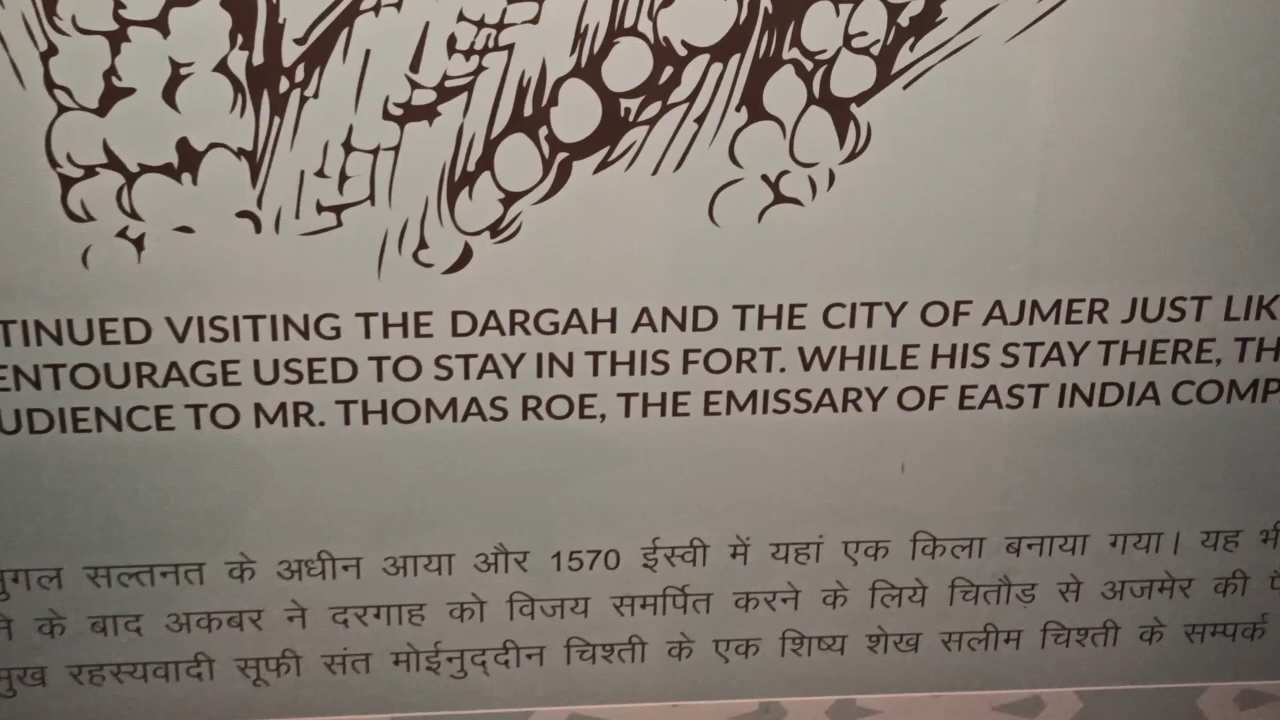 TINUED VISITING THE DARGAH AND THE CITY OF AJMER JUST LIK
ENTOURAGE USED TO STAY IN THIS FORT. WHILE HIS STAY THERE, TH
UDIENCE TO MR. THOMAS ROE, THE EMISSARY OF EAST INDIA COMP
मुगल सल्तनत के अधीन आया और 1570 ईस्वी में यहां एक किला बनाया गया। यह भी
के बाद अकबर ने दरगाह को विजय समर्पित करने के लिये चितौड़ से अजमेर की
मुख रहस्यवादी सूफी संत मोईनुद्दीन चिश्ती के एक शिष्य शेख सलीम चिश्ती के सम्पर्क